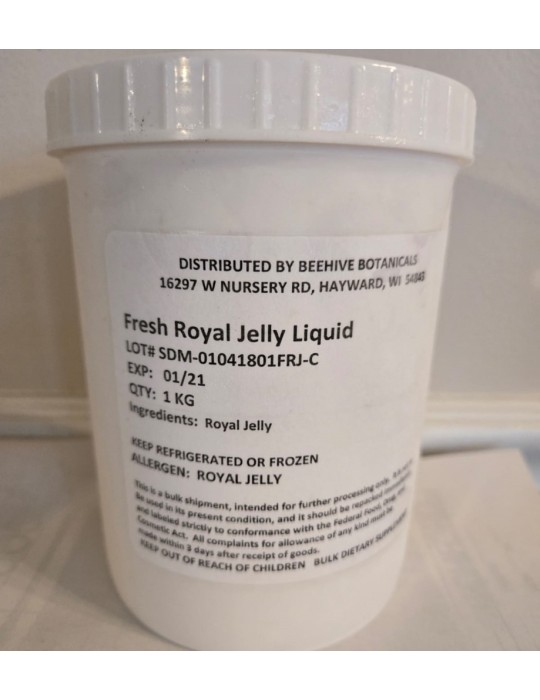 DISTRIBUTED BY BEEHIVE BOTANICALS
16297 W NURSERY RD, HAYWARD, WI 54843
Fresh Royal Jelly Liquid
LOT# SDM-01041801FRJ-C
EXP: 01/21
QTY: 1 KG
Ingredients: Royal Jelly
KEEP REFRIGERATED OR FROZEN
ALLERGEN: ROYAL JELLY
This is a bulk shipment, intended for further processing only.
Be used in its present condition, and it should be repacked
and labeled strictly to conformance with the Federal Food, Drug, and
Cosmetic Act. All complaints for allowance of any kind must be
made within 3 days after receipt of goods.
KEEP OUT OF REACH OF CHILDREN BULK DIETARY SUPPLEMENT